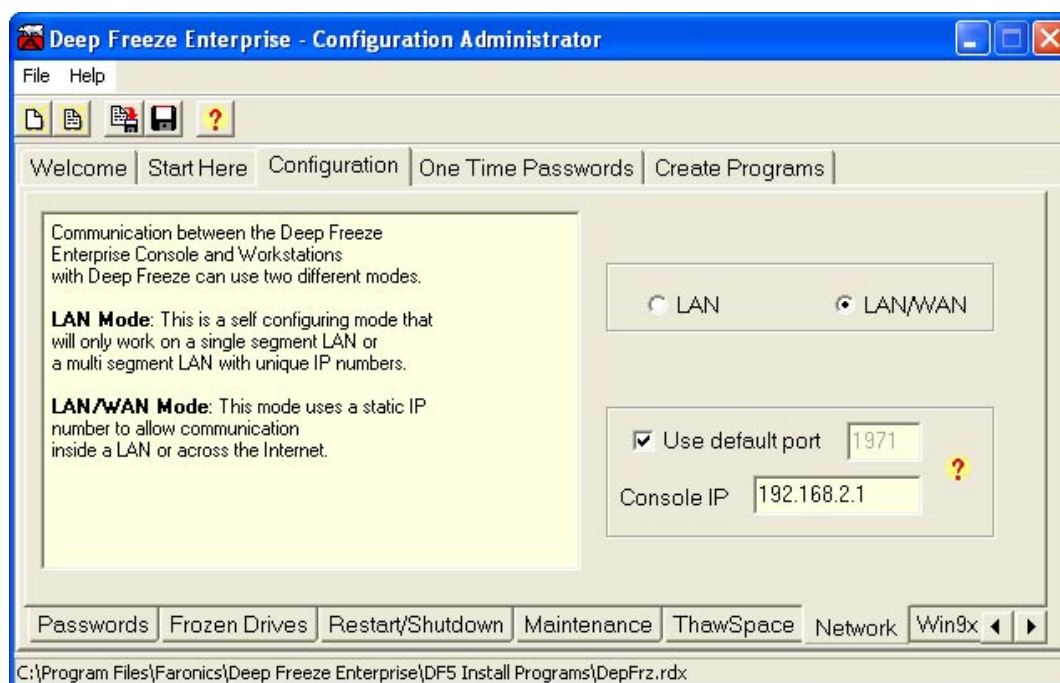 Deep Freeze Enterprise - Configuration Administrator
File Help
?
Welcome Start Here Configuration One Time Passwords Create Programs
Communication between the Deep Freeze
Enterprise Console and Workstations
with Deep Freeze can use two different modes.
LAN Mode: This is a self configuring mode that
will only work on a single segment LAN or
a multi segment LAN with unique IP numbers.
LAN/WAN Mode: This mode uses a static IP
number to allow communication
inside a LAN or across the Internet.
LAN LAN/WAN
Use default port 1971
?
Console IP 192.168.2.1
Passwords Frozen Drives Restart/Shutdown Maintenance ThawSpace Network Win9x
C:\Program Files\Faronics\Deep Freeze Enterprise\DF5 Install Programs\DepFrz.rdx